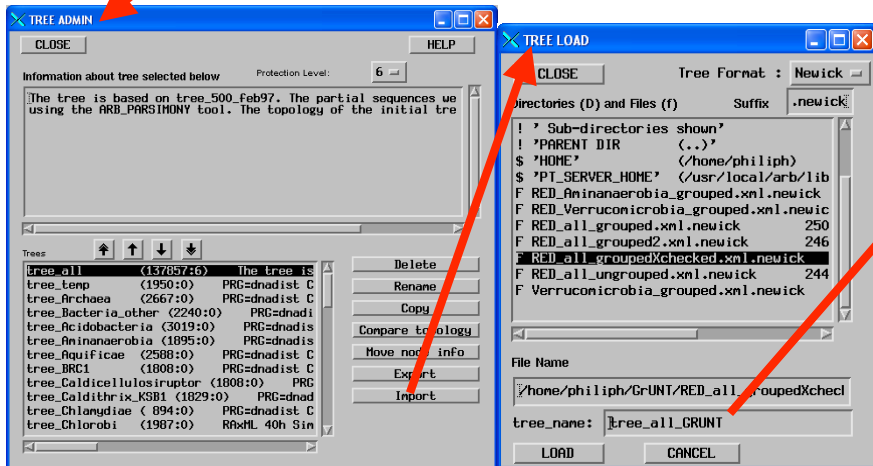 TREE ADMIN
CLOSE
HELP
Information about tree selected below
Protection Level:
6
The tree is based on tree_500_feb97. The partial sequences we
using the ARB_PARSIMONY tool. The topology of the initial tre
Trees
tree_all (137857:6) The tree is
tree_temp (1950:0) PRG=dnadist C
tree_Archaea (2667:0) PRG=dnadist C
tree_Bacteria_other (2240:0) PRG=dnadi
tree_Acidobacteria (3019:0) PRG=dnadis
tree_Aminanaerobia (1895:0) PRG=dnadis
tree_Aquificae (2588:0) PRG=dnadist C
tree_BRC1 (1808:0) PRG=dnadist C
tree_Caldicellulosiruptor (1808:0) PRG
tree_Caldithrix_KSB1 (1829:0) PRG=dnad
tree_Chlamydiae ( 894:0) PRG=dnadist C
tree_Chlorobi (1987:0) RAxML 40h Sim
Delete
Rename
Copy
Compare topology
Move node info
Export
Import
TREE LOAD
CLOSE
Tree Format : Newick
Directories (D) and Files (f) Suffix .newick
! ' Sub-directories shown'
! 'PARENT DIR (..)'
$ 'HOME' (/home/philiph)
$ 'PT_SERVER_HOME' (/usr/local/arb/lib
F RED_Aminanaerobia_grouped.xml.newick
F RED_Verrucomicrobia_grouped.xml.newic
F RED_all_grouped.xml.newick 250
F RED_all_grouped2.xml.newick 246
F RED_all_groupedXchecked.xml.newick
F RED_all_ungrouped.xml.newick 244
F Verrucomicrobia_grouped.xml.newick
File Name
/home/philiph/GrUNT/RED_all_groupedXchecl
tree_name: tree_all_GRUNT
LOAD
CANCEL